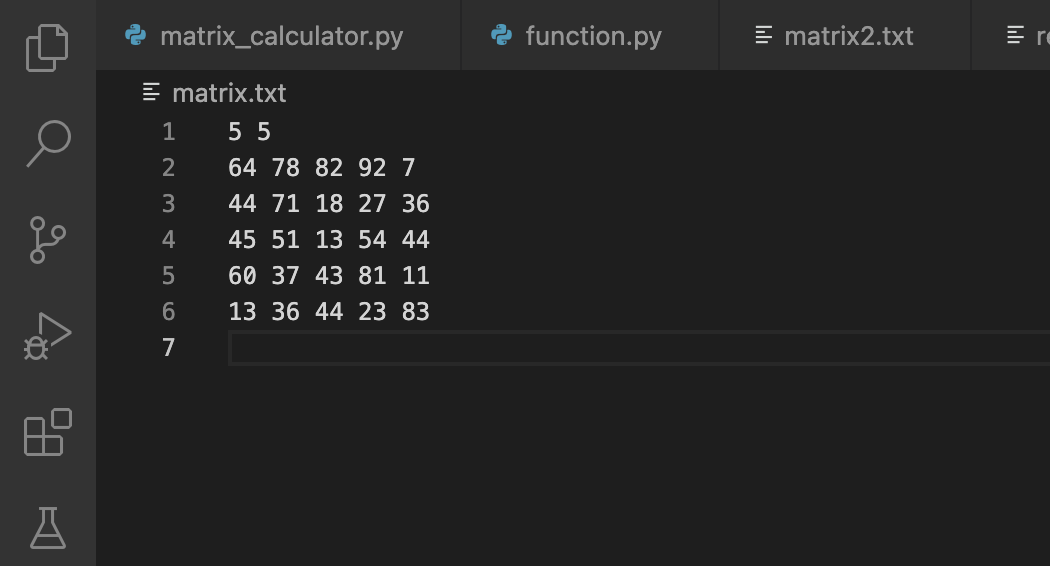 matrix_calculator.py function.py matrix2.txt
matrix.txt
1 5 5
2 64 78 82 92 7
3 44 71 18 27 36
4 45 51 13 54 44
5 60 37 43 81 11
6 13 36 44 23 83
7